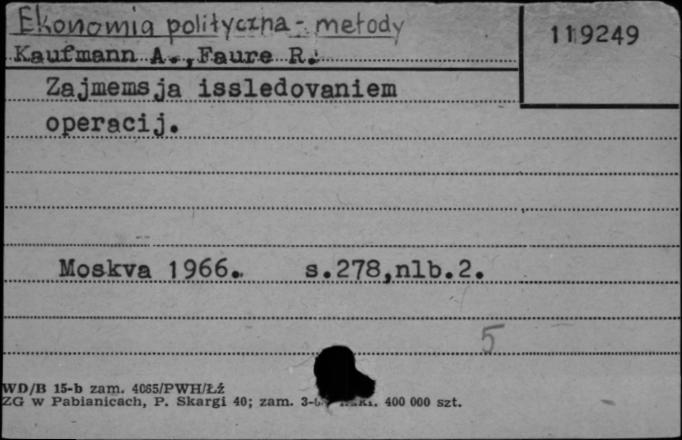 Ekonomia polityczna - metody
119249
Kaufmann A., Faure R.:
Zajmemsja issledovaniem
operacij.
Moskva 1966. s.278,nlb.2.
5
WD/B 15-b zam. 4065/PWH/Łź
ZG w Pabianicach, P. Skargi 40; zam. 400 000 szt.